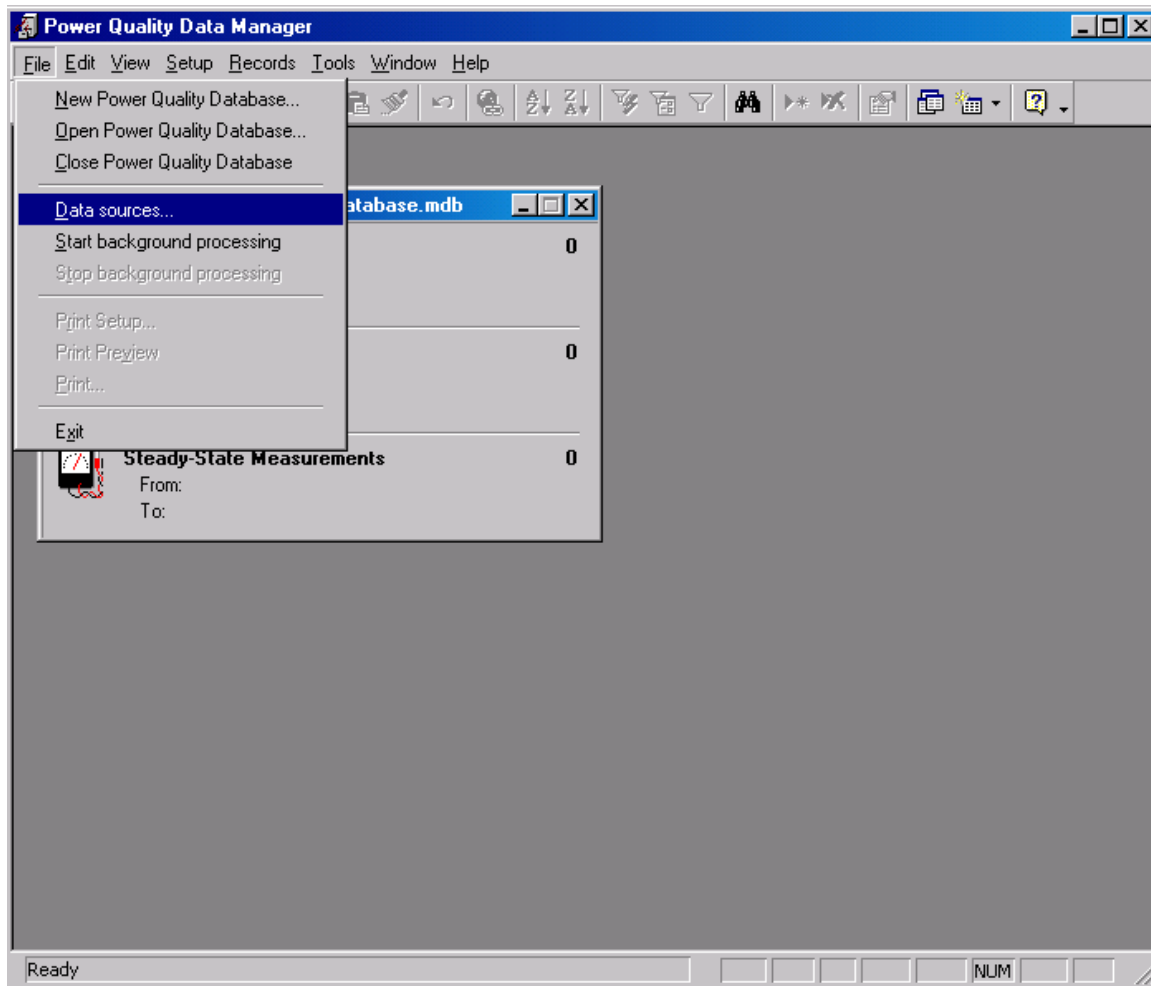 Power Quality Data Manager
File Edit View Setup Records Tools Window Help
New Power Quality Database...
Open Power Quality Database...
Close Power Quality Database
Data sources...
atabase.mdb
Start background processing
0
Stop background processing
Print Setup...
Print Preview
0
Print...
Exit
Steady-State Measurements 0
From:
To:
Ready NUM